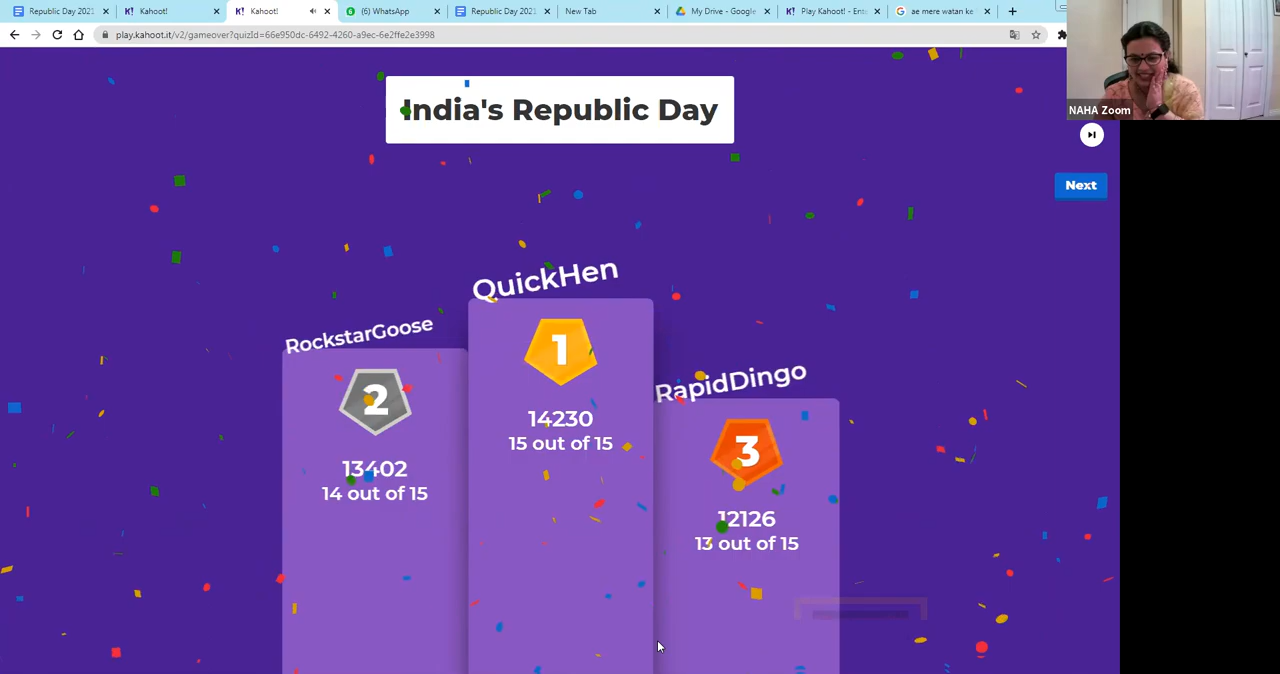 Republic Day 2021
Kahoot!
Kahoot!
(6) WhatsApp
Republic Day 2021
New Tab
My Drive - Google
Play Kahoot! - Ente
ae mere watan ke
play.kahoot.it/v2/gameover?quizId=66e950dc-6492-4260-a9ec-6e2ffe2e3998
NAHA Zoom
India's Republic Day
Next
QuickHen
RockstarGoose
RapidDingo
1
14230
15 out of 15
2
13402
14 out of 15
3
12126
13 out of 15